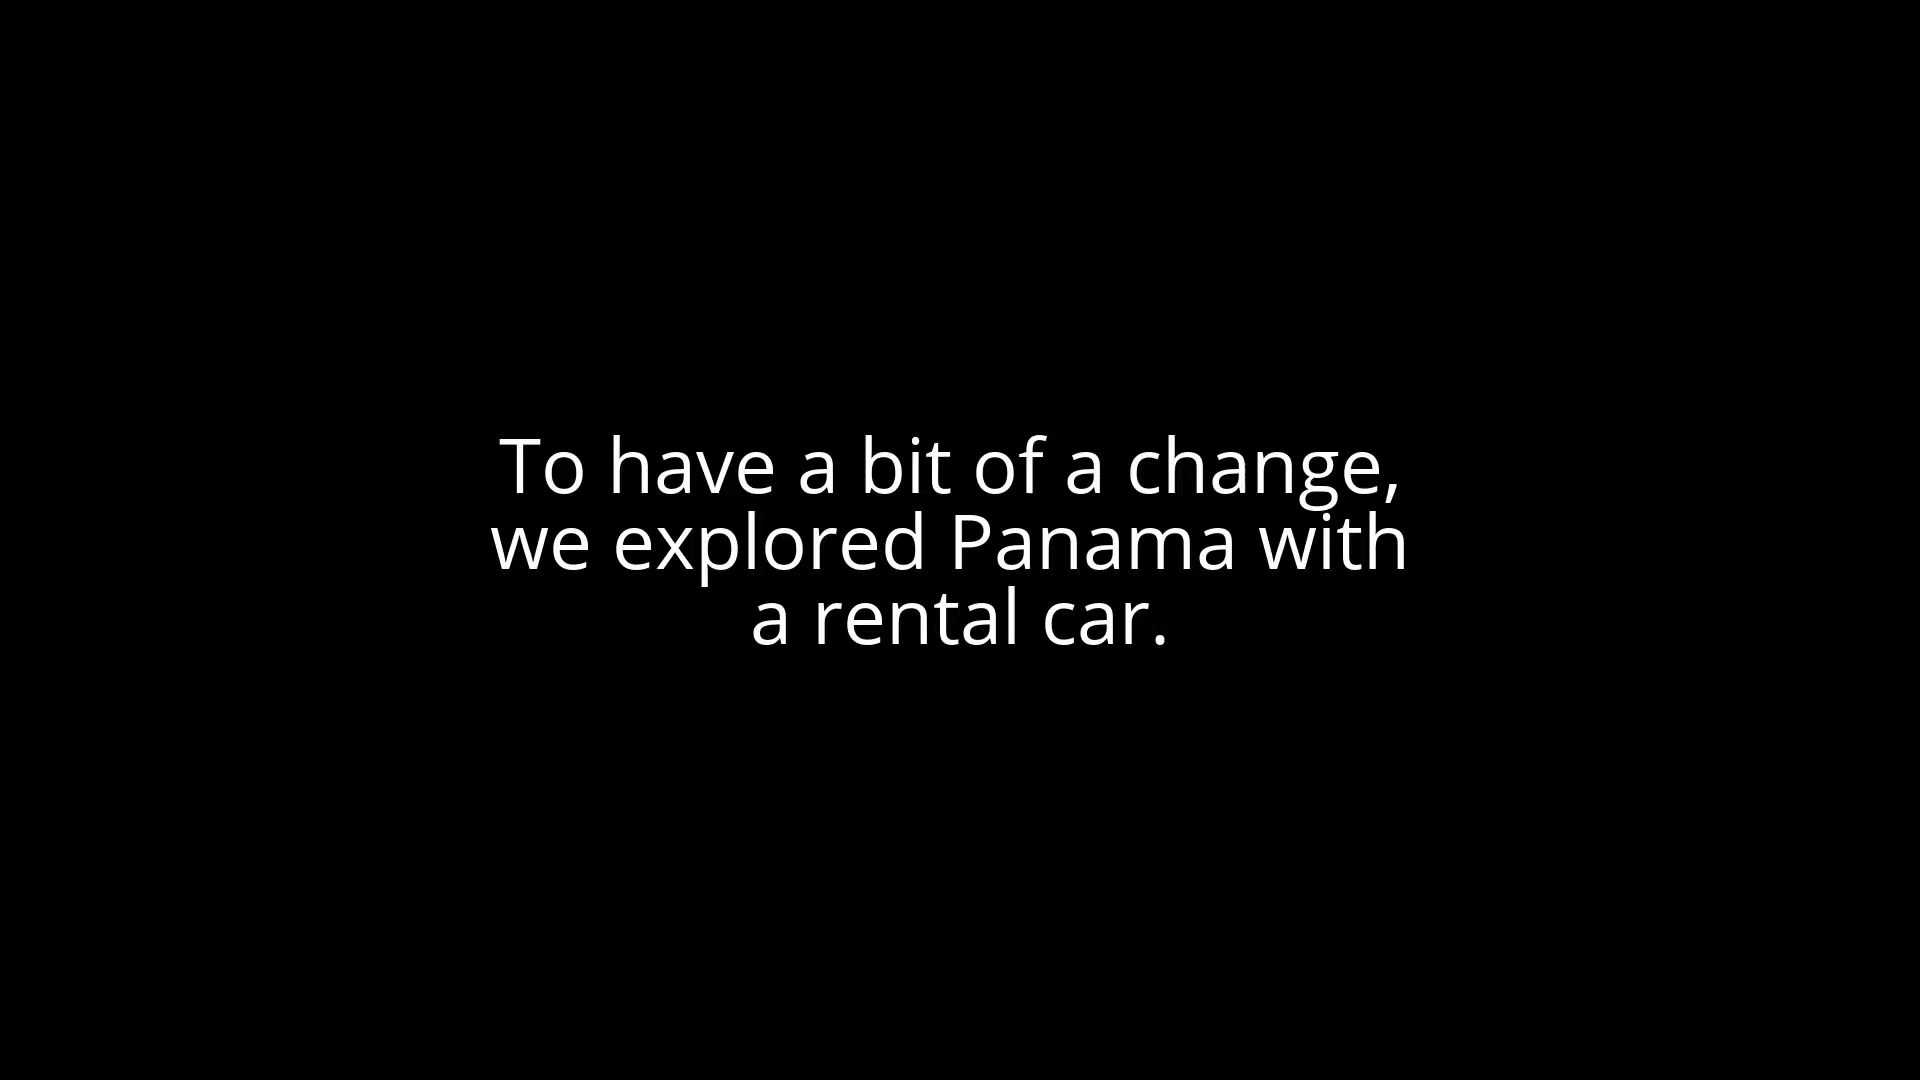 To have a bit of a change,
we explored Panama with
a rental car.